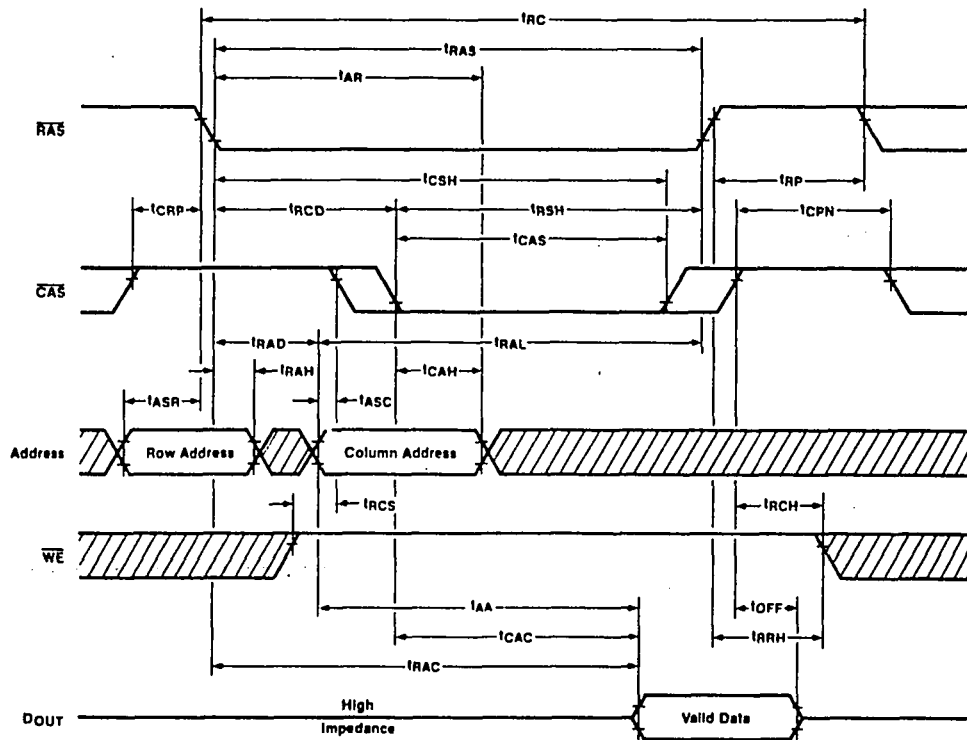 tRC
tRAS
tAR
RAS
tCSH
tRP
tCRP
tRCD
tRSH
tCPN
tCAS
CAS
tRAD
tRAL
tRAH
tCAH
tASR
tASC
Address
Row Address
Column Address
tRCS
tRCH
WE
tAA
tOFF
tCAC
tRRH
tRAC
DOUT
High
Impedance
Valid Data